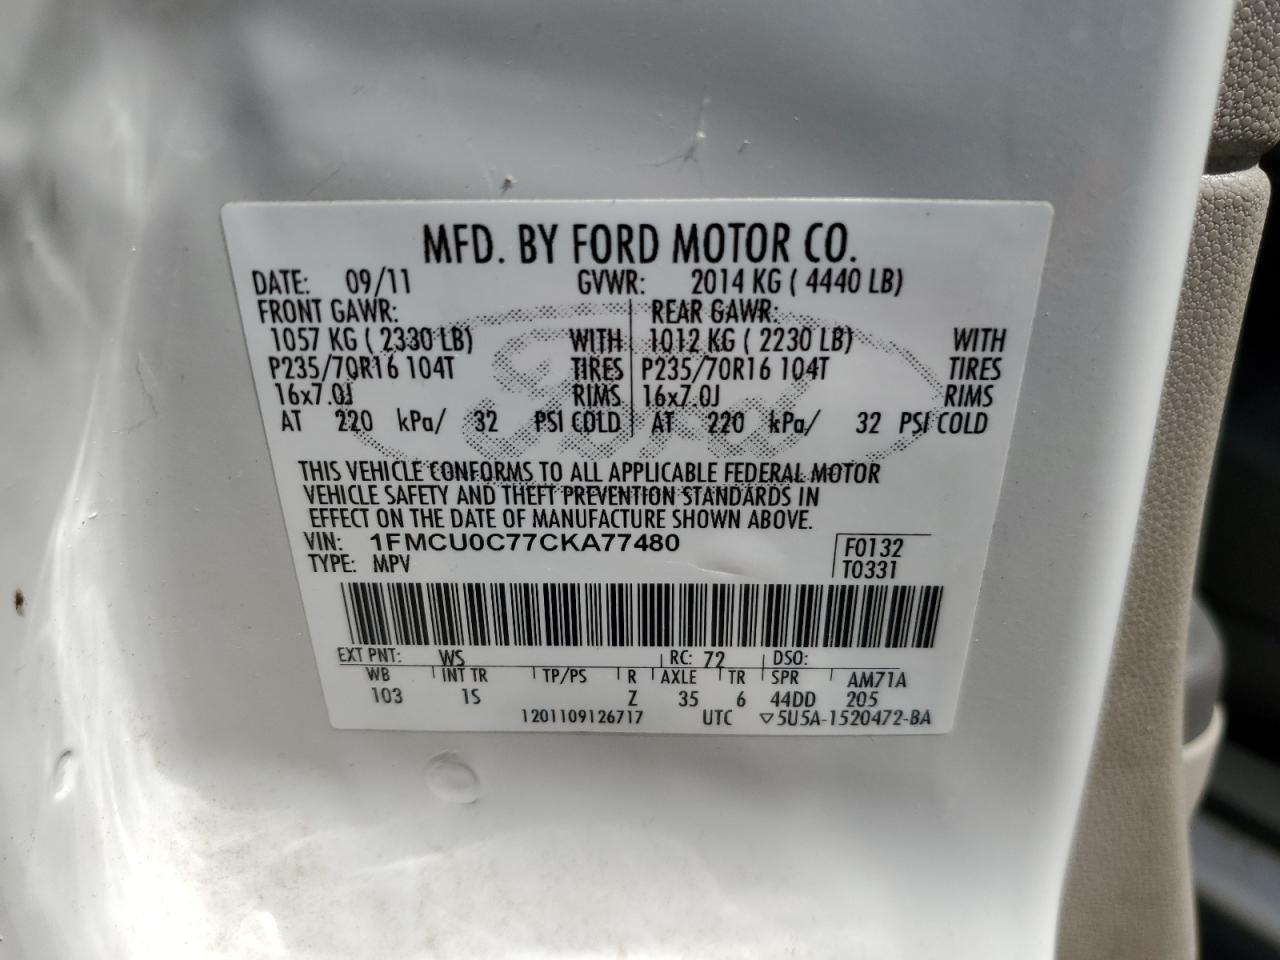 MFD. BY FORD MOTOR CO.
DATE: 09/11 GVWR: 2014 KG ( 4440 LB)
FRONT GAWR: REAR GAWR:
1057 KG ( 2330 LB) WITH 1012 KG ( 2230 LB) WITH
P235/70R16 104T TIRES P235/70R16 104T TIRES
16x7.0J RIMS 16x7.0J RIMS
AT 220 kPa/ 32 PSI COLD AT 220 kPa/ 32 PSI COLD
Ford
THIS VEHICLE CONFORMS TO ALL APPLICABLE FEDERAL MOTOR
VEHICLE SAFETY AND THEFT PREVENTION STANDARDS IN
EFFECT ON THE DATE OF MANUFACTURE SHOWN ABOVE.
VIN: 1FMCU0C77CKA77480 F0132
TYPE: MPV T0331
EXT PNT: WS RC: 72 DSO:
WB INT TR TP/PS R AXLE TR SPR AM71A
103 1S Z 35 6 44DD 205
1201109126717 UTC ▽5U5A-1520472-BA